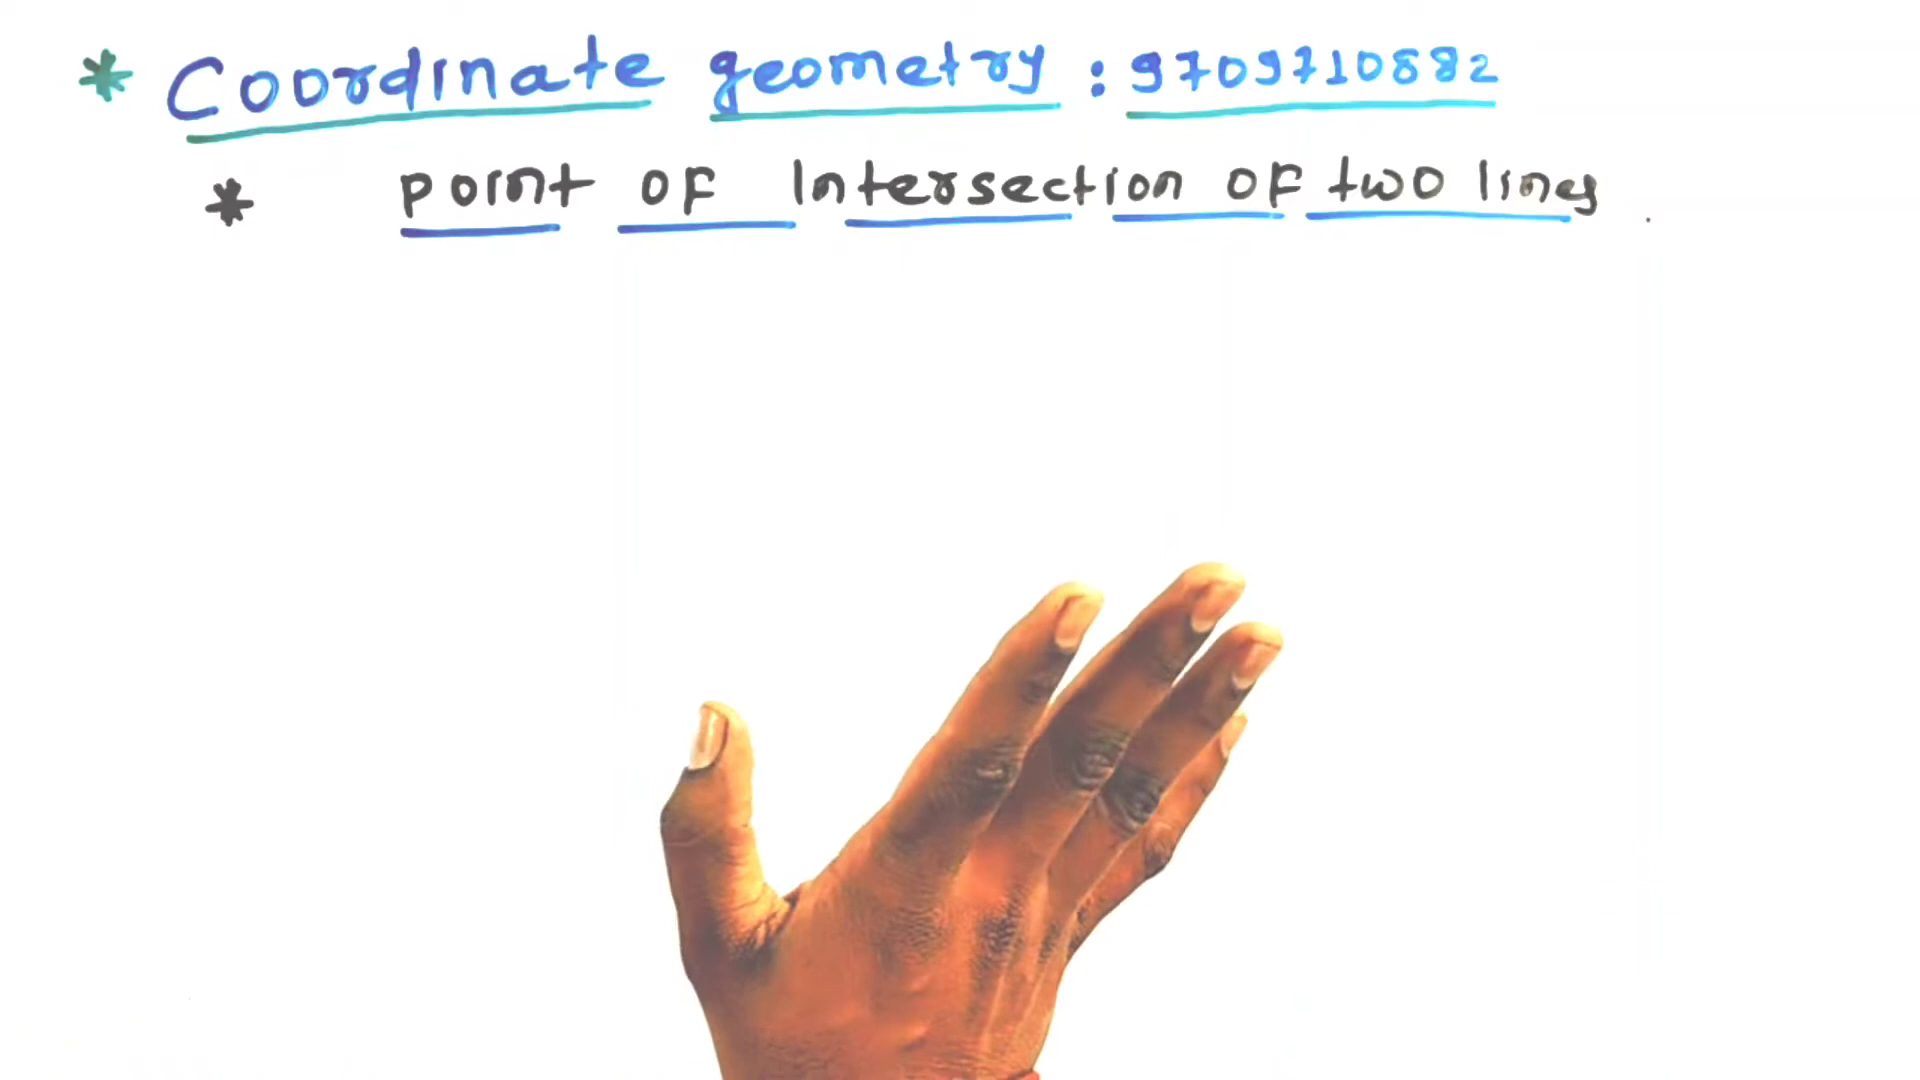 * Coordinate geometry : 9709710882
* point of Intersection of two lines .